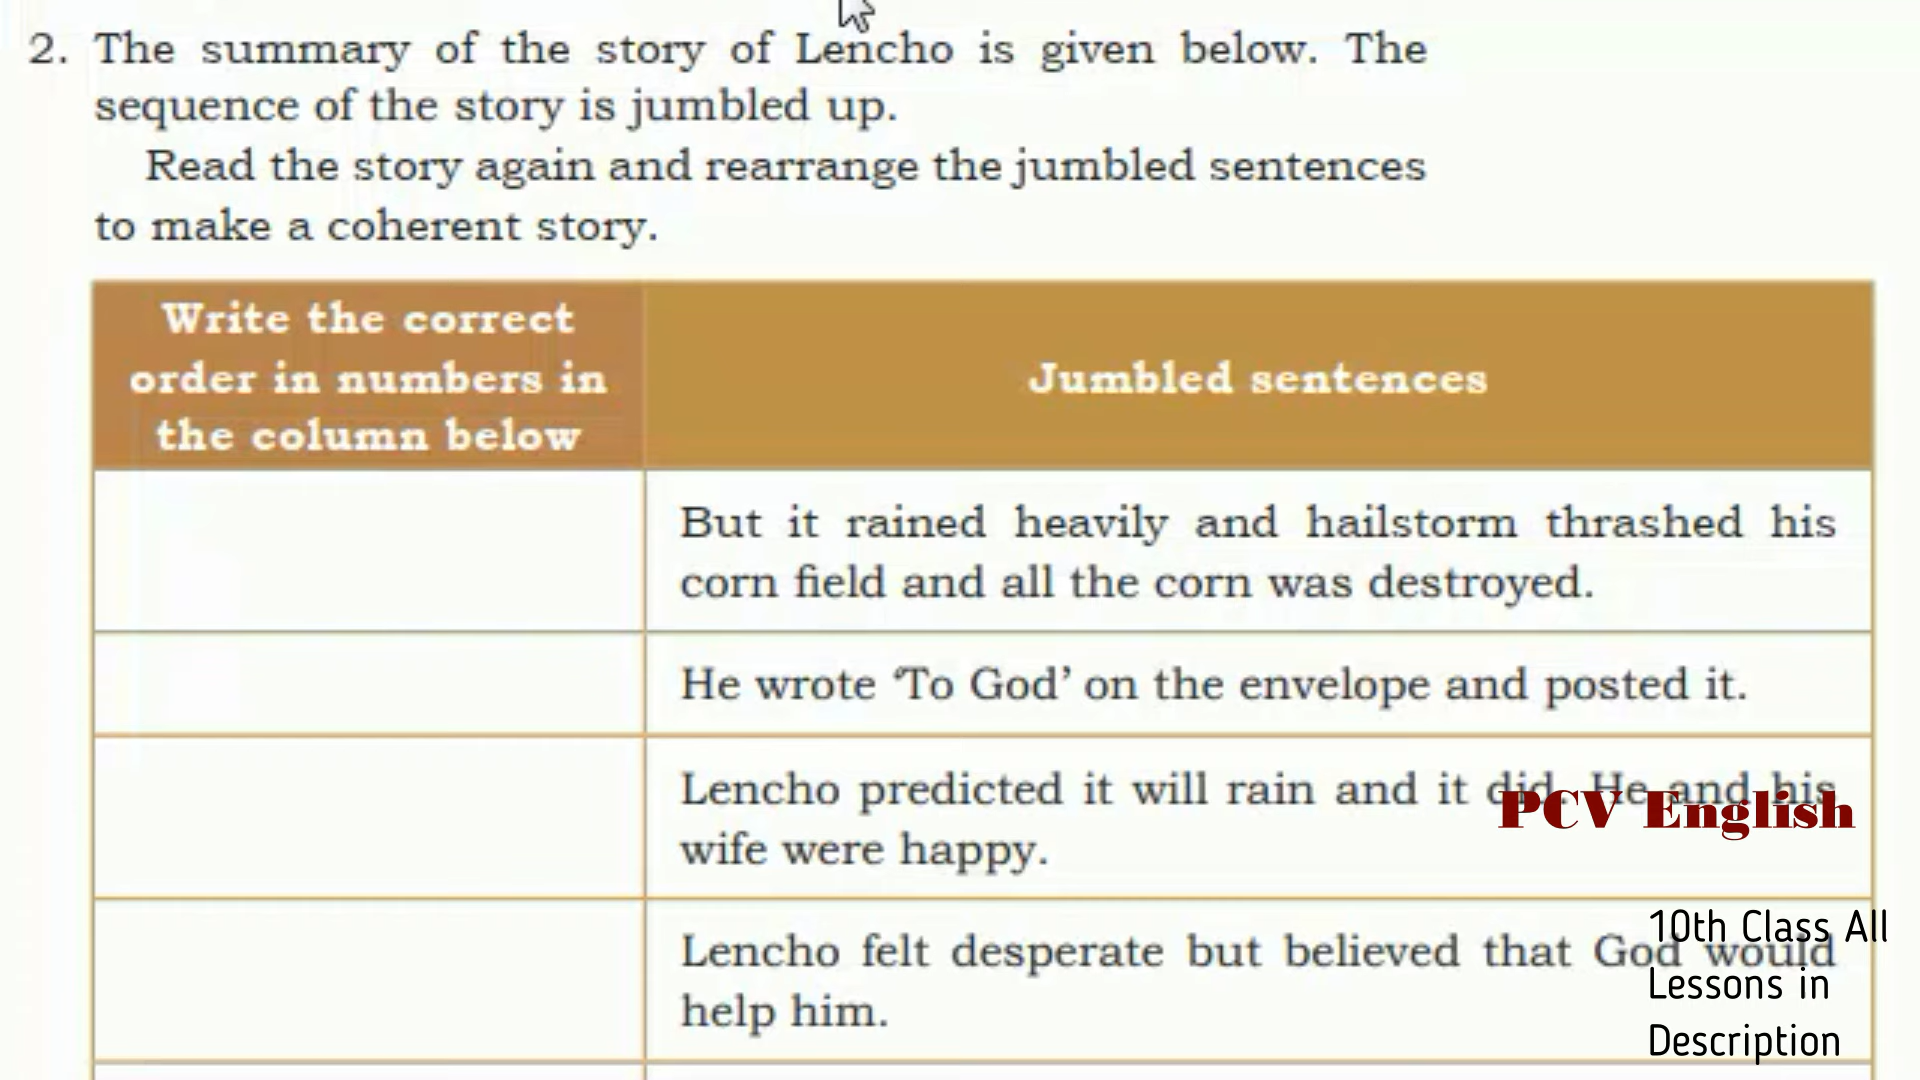 2. The summary of the story of Lencho is given below. The
sequence of the story is jumbled up.
Read the story again and rearrange the jumbled sentences
to make a coherent story.
Write the correct
order in numbers in
the column below
Jumbled sentences
But it rained heavily and hailstorm thrashed his
corn field and all the corn was destroyed.
He wrote ‘To God’ on the envelope and posted it.
Lencho predicted it will rain and it did. He and his
wife were happy.
PCV English
Lencho felt desperate but believed that God would
help him.
10th Class All
Lessons in
Description